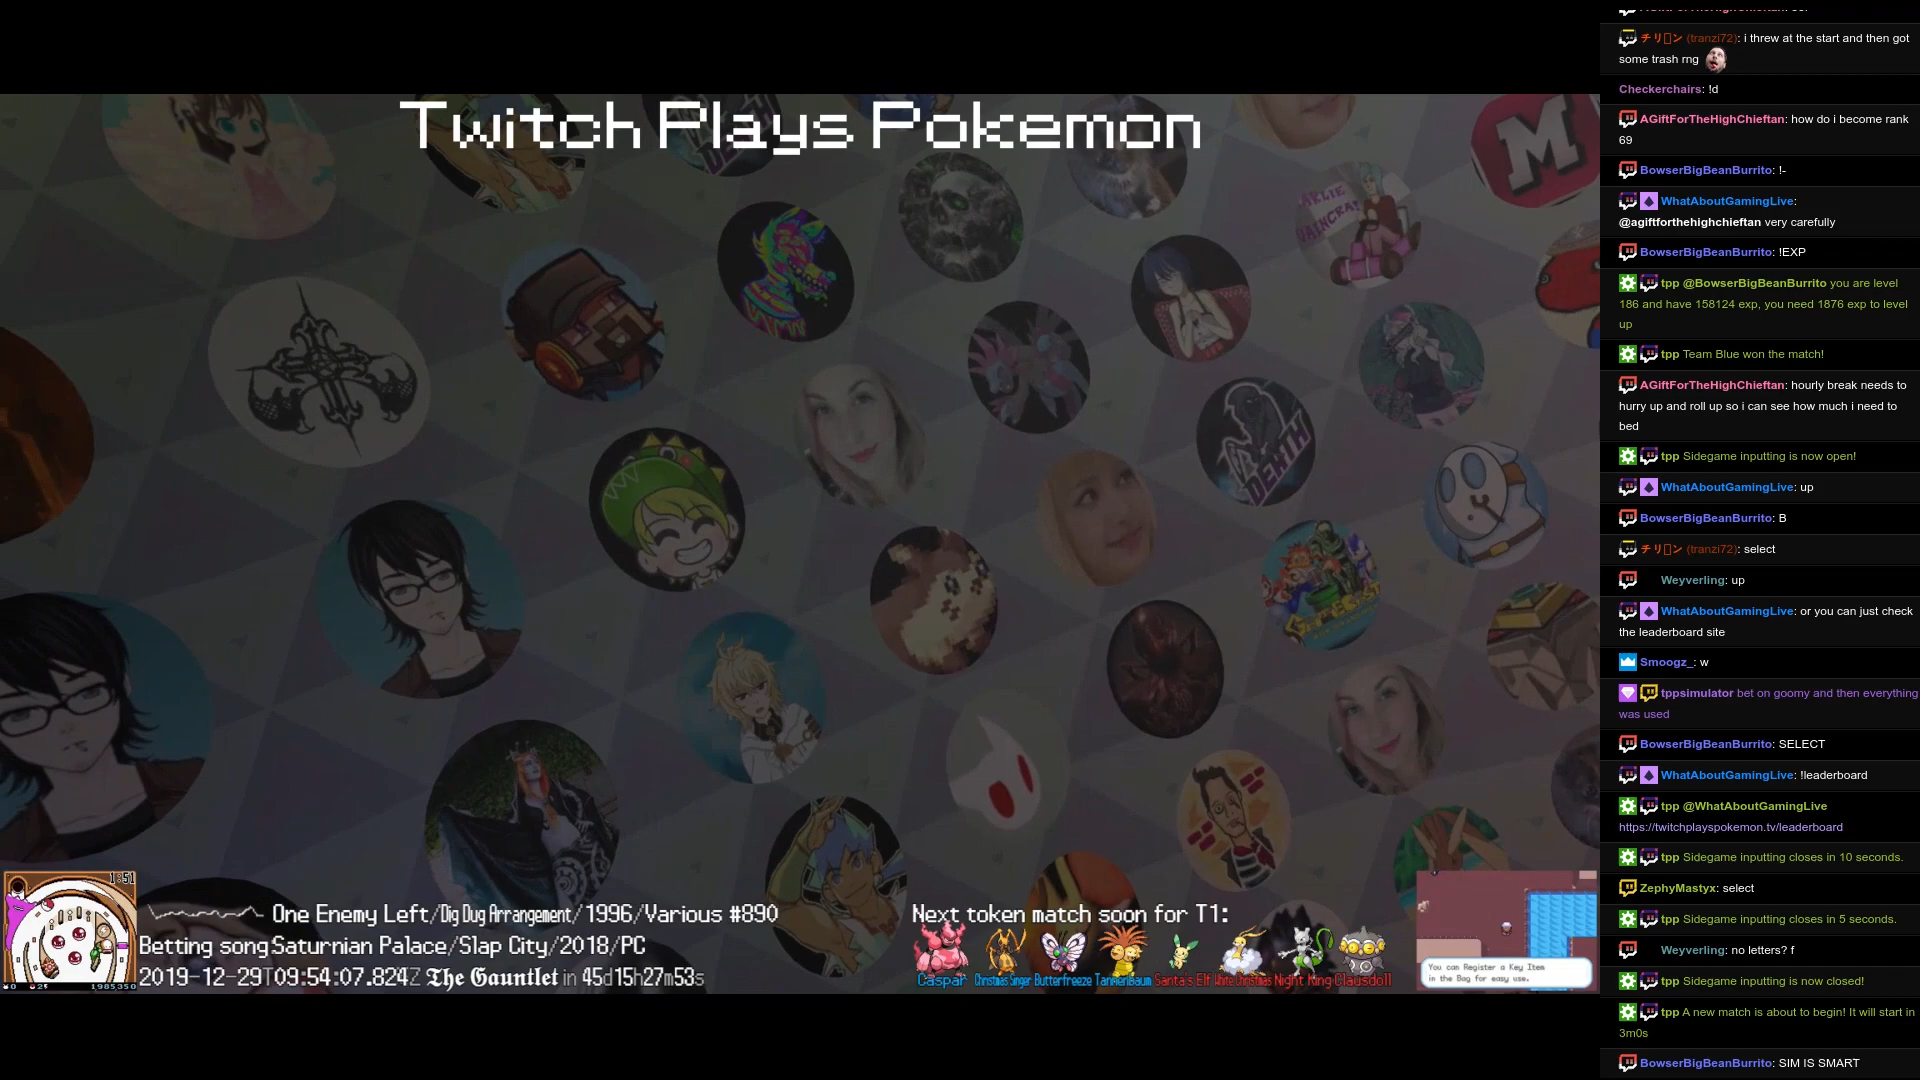 Twitch Plays Pokemon
M
DEATH
1:51
One Enemy Left/Dig Dug Arrangement/1996/Various #890
Betting song:Saturnian Palace/Slap City/2018/PC
2019-12-29T09:54:07.824Z The Gauntlet in 45d15h27m53s
1985350
Next token match soon for T1:
Caspar Christmas Singer Butterfreeze TannenBaum Santa's Elf White Christmas Night King Clausdoll
You can Register a Key Item
in the Bag for easy use.
チリ
ン (tranzi72): i threw at the start and then got
some trash rng
Checkerchairs: !d
AGiftForTheHighChieftan: how do i become rank
69
BowserBigBeanBurrito: !-
WhatAboutGamingLive:
@agiftforthehighchieftan very carefully
BowserBigBeanBurrito: !EXP
tpp @BowserBigBeanBurrito you are level
186 and have 158124 exp, you need 1876 exp to level
up
tpp Team Blue won the match!
AGiftForTheHighChieftan: hourly break needs to
hurry up and roll up so i can see how much i need to
bed
tpp Sidegame inputting is now open!
WhatAboutGamingLive: up
BowserBigBeanBurrito: B
チリ
ン (tranzi72): select
Weyverling: up
WhatAboutGamingLive: or you can just check
the leaderboard site
Smoogz_: w
tppsimulator bet on goomy and then everything
was used
BowserBigBeanBurrito: SELECT
WhatAboutGamingLive: !leaderboard
tpp @WhatAboutGamingLive
https://twitchplayspokemon.tv/leaderboard
tpp Sidegame inputting closes in 10 seconds.
ZephyMastyx: select
tpp Sidegame inputting closes in 5 seconds.
Weyverling: no letters? f
tpp Sidegame inputting is now closed!
tpp A new match is about to begin! It will start in
3m0s
BowserBigBeanBurrito: SIM IS SMART